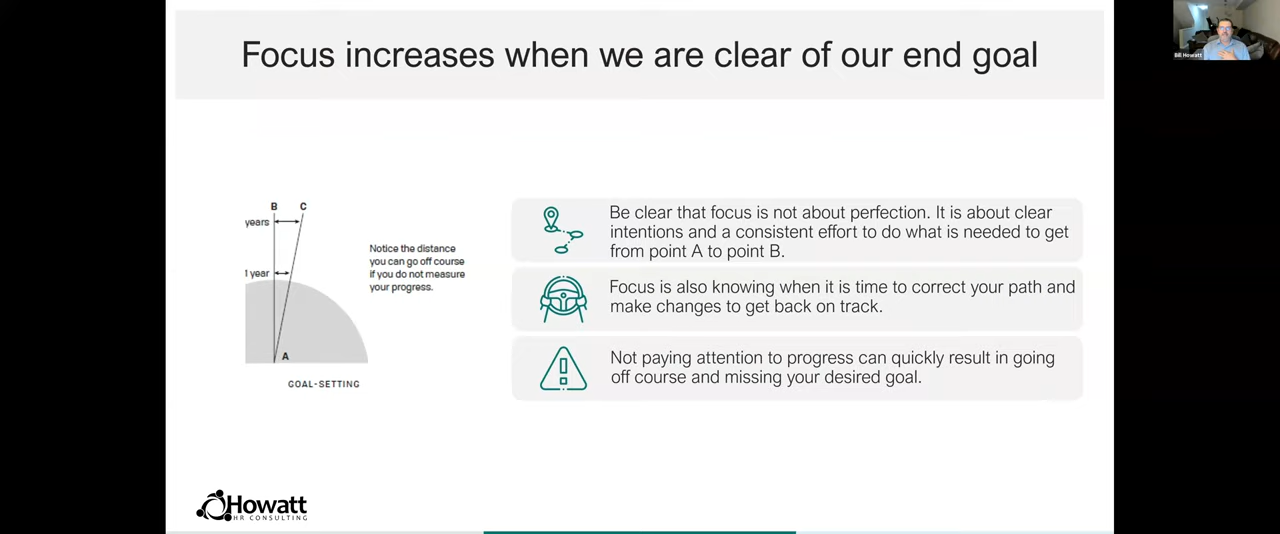 Focus increases when we are clear of our end goal
Bill Howatt
B C
years
1 year
A
GOAL-SETTING
Notice the distance
you can go off course
if you do not measure
your progress.
Be clear that focus is not about perfection. It is about clear
intentions and a consistent effort to do what is needed to get
from point A to point B.
Focus is also knowing when it is time to correct your path and
make changes to get back on track.
Not paying attention to progress can quickly result in going
off course and missing your desired goal.
Howatt
HR CONSULTING